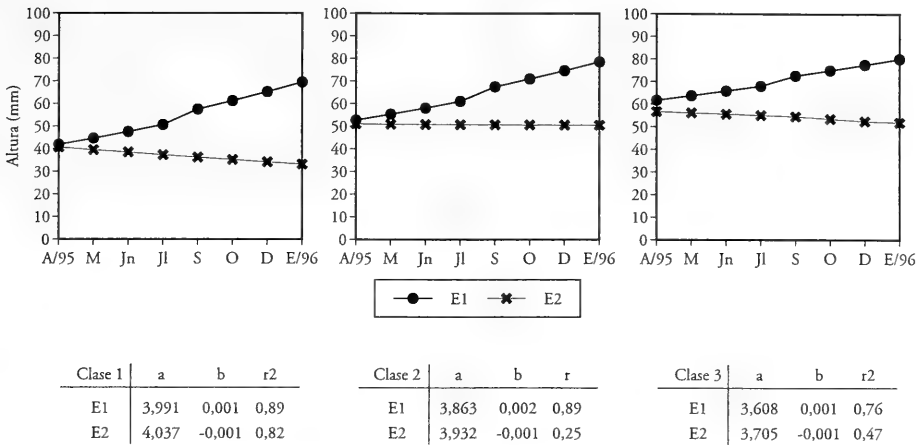 Altura (mm)
100
90
80
70
60
50
40
30
20
10
0
A/95 M Jn Jl S O D E/96
100
90
80
70
60
50
40
30
20
10
0
A/95 M Jn Jl S O D E/96
100
90
80
70
60
50
40
30
20
10
0
A/95 M Jn Jl S O D E/96
E1 E2
Clase 1 a b r2
E1 3,991 0,001 0,89
E2 4,037 -0,001 0,82
Clase 2 a b r
E1 3,863 0,002 0,89
E2 3,932 -0,001 0,25
Clase 3 a b r2
E1 3,608 0,001 0,76
E2 3,705 -0,001 0,47